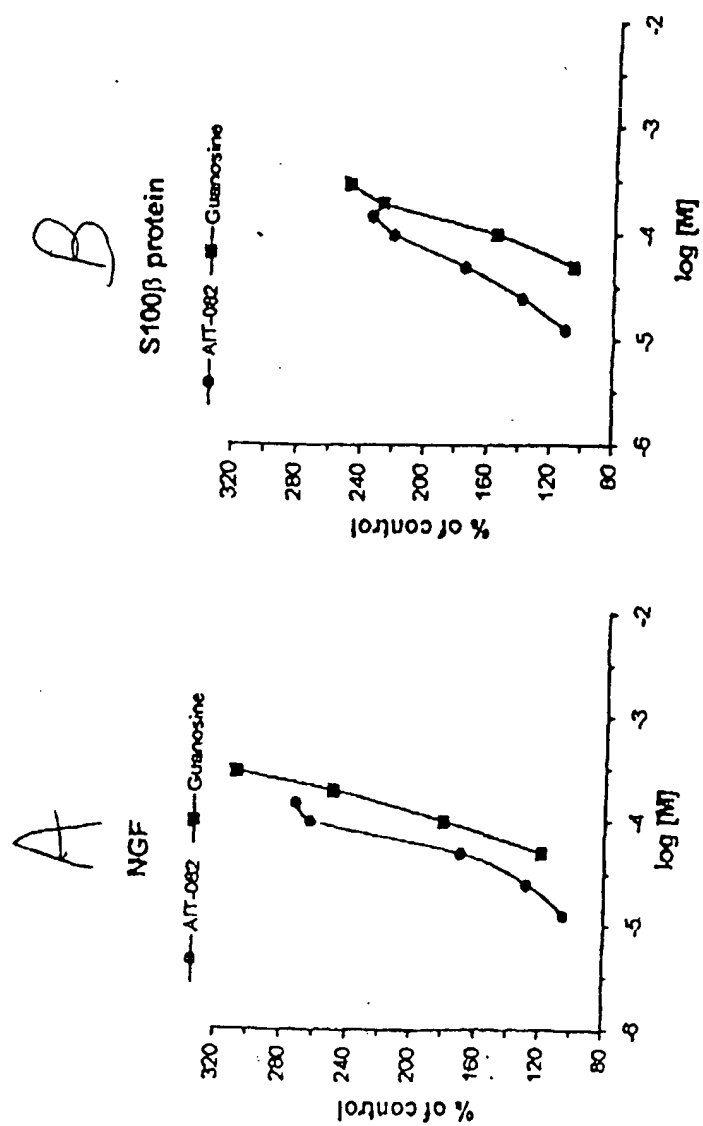 A
NGF
AIT-082 Guanosine
% of control
320
280
240
200
160
120
80
-6
-5
-4
-3
-2
log [M]
B
S100β protein
AIT-082 Guanosine
% of control
320
280
240
200
160
120
80
-6
-5
-4
-3
-2
log [M]